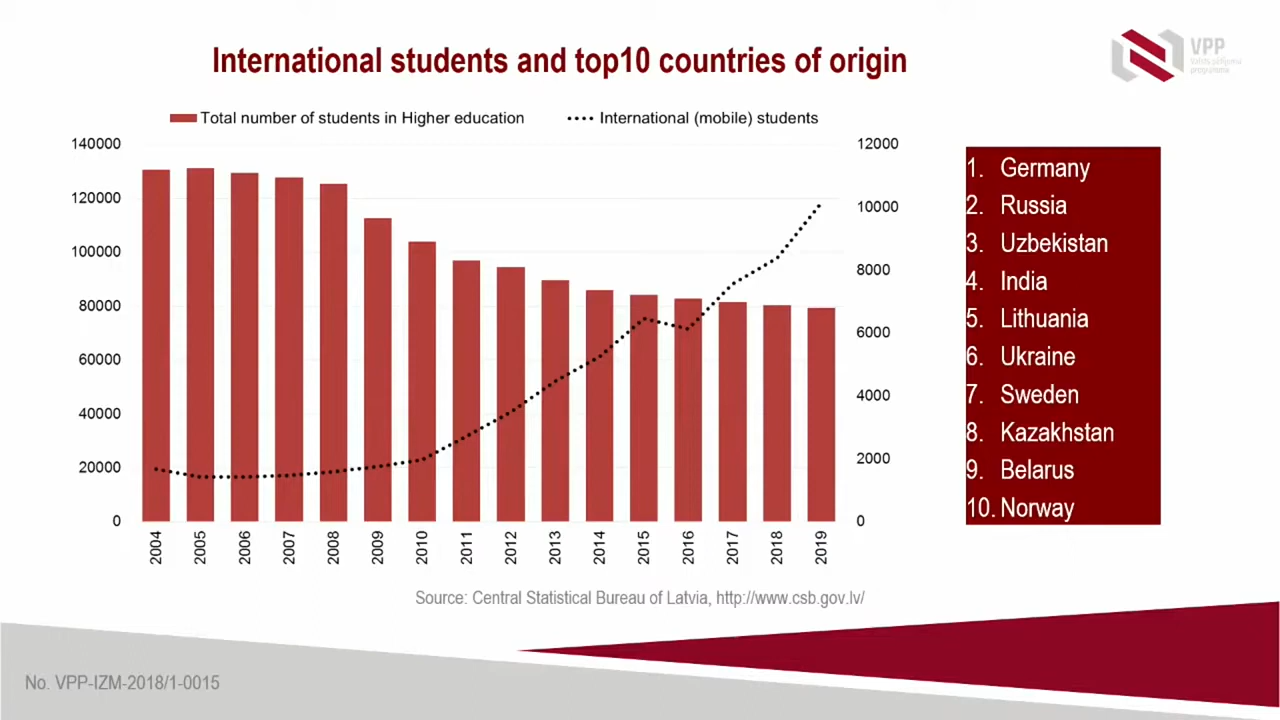 International students and top10 countries of origin
VPP
Valsts pētījumu
programma
Total number of students in Higher education
International (mobile) students
140000
120000
100000
80000
60000
40000
20000
0
12000
10000
8000
6000
4000
2000
0
2004
2005
2006
2007
2008
2009
2010
2011
2012
2013
2014
2015
2016
2017
2018
2019
1. Germany
2. Russia
3. Uzbekistan
4. India
5. Lithuania
6. Ukraine
7. Sweden
8. Kazakhstan
9. Belarus
10. Norway
Source: Central Statistical Bureau of Latvia, http://www.csb.gov.lv/
No. VPP-IZM-2018/1-0015